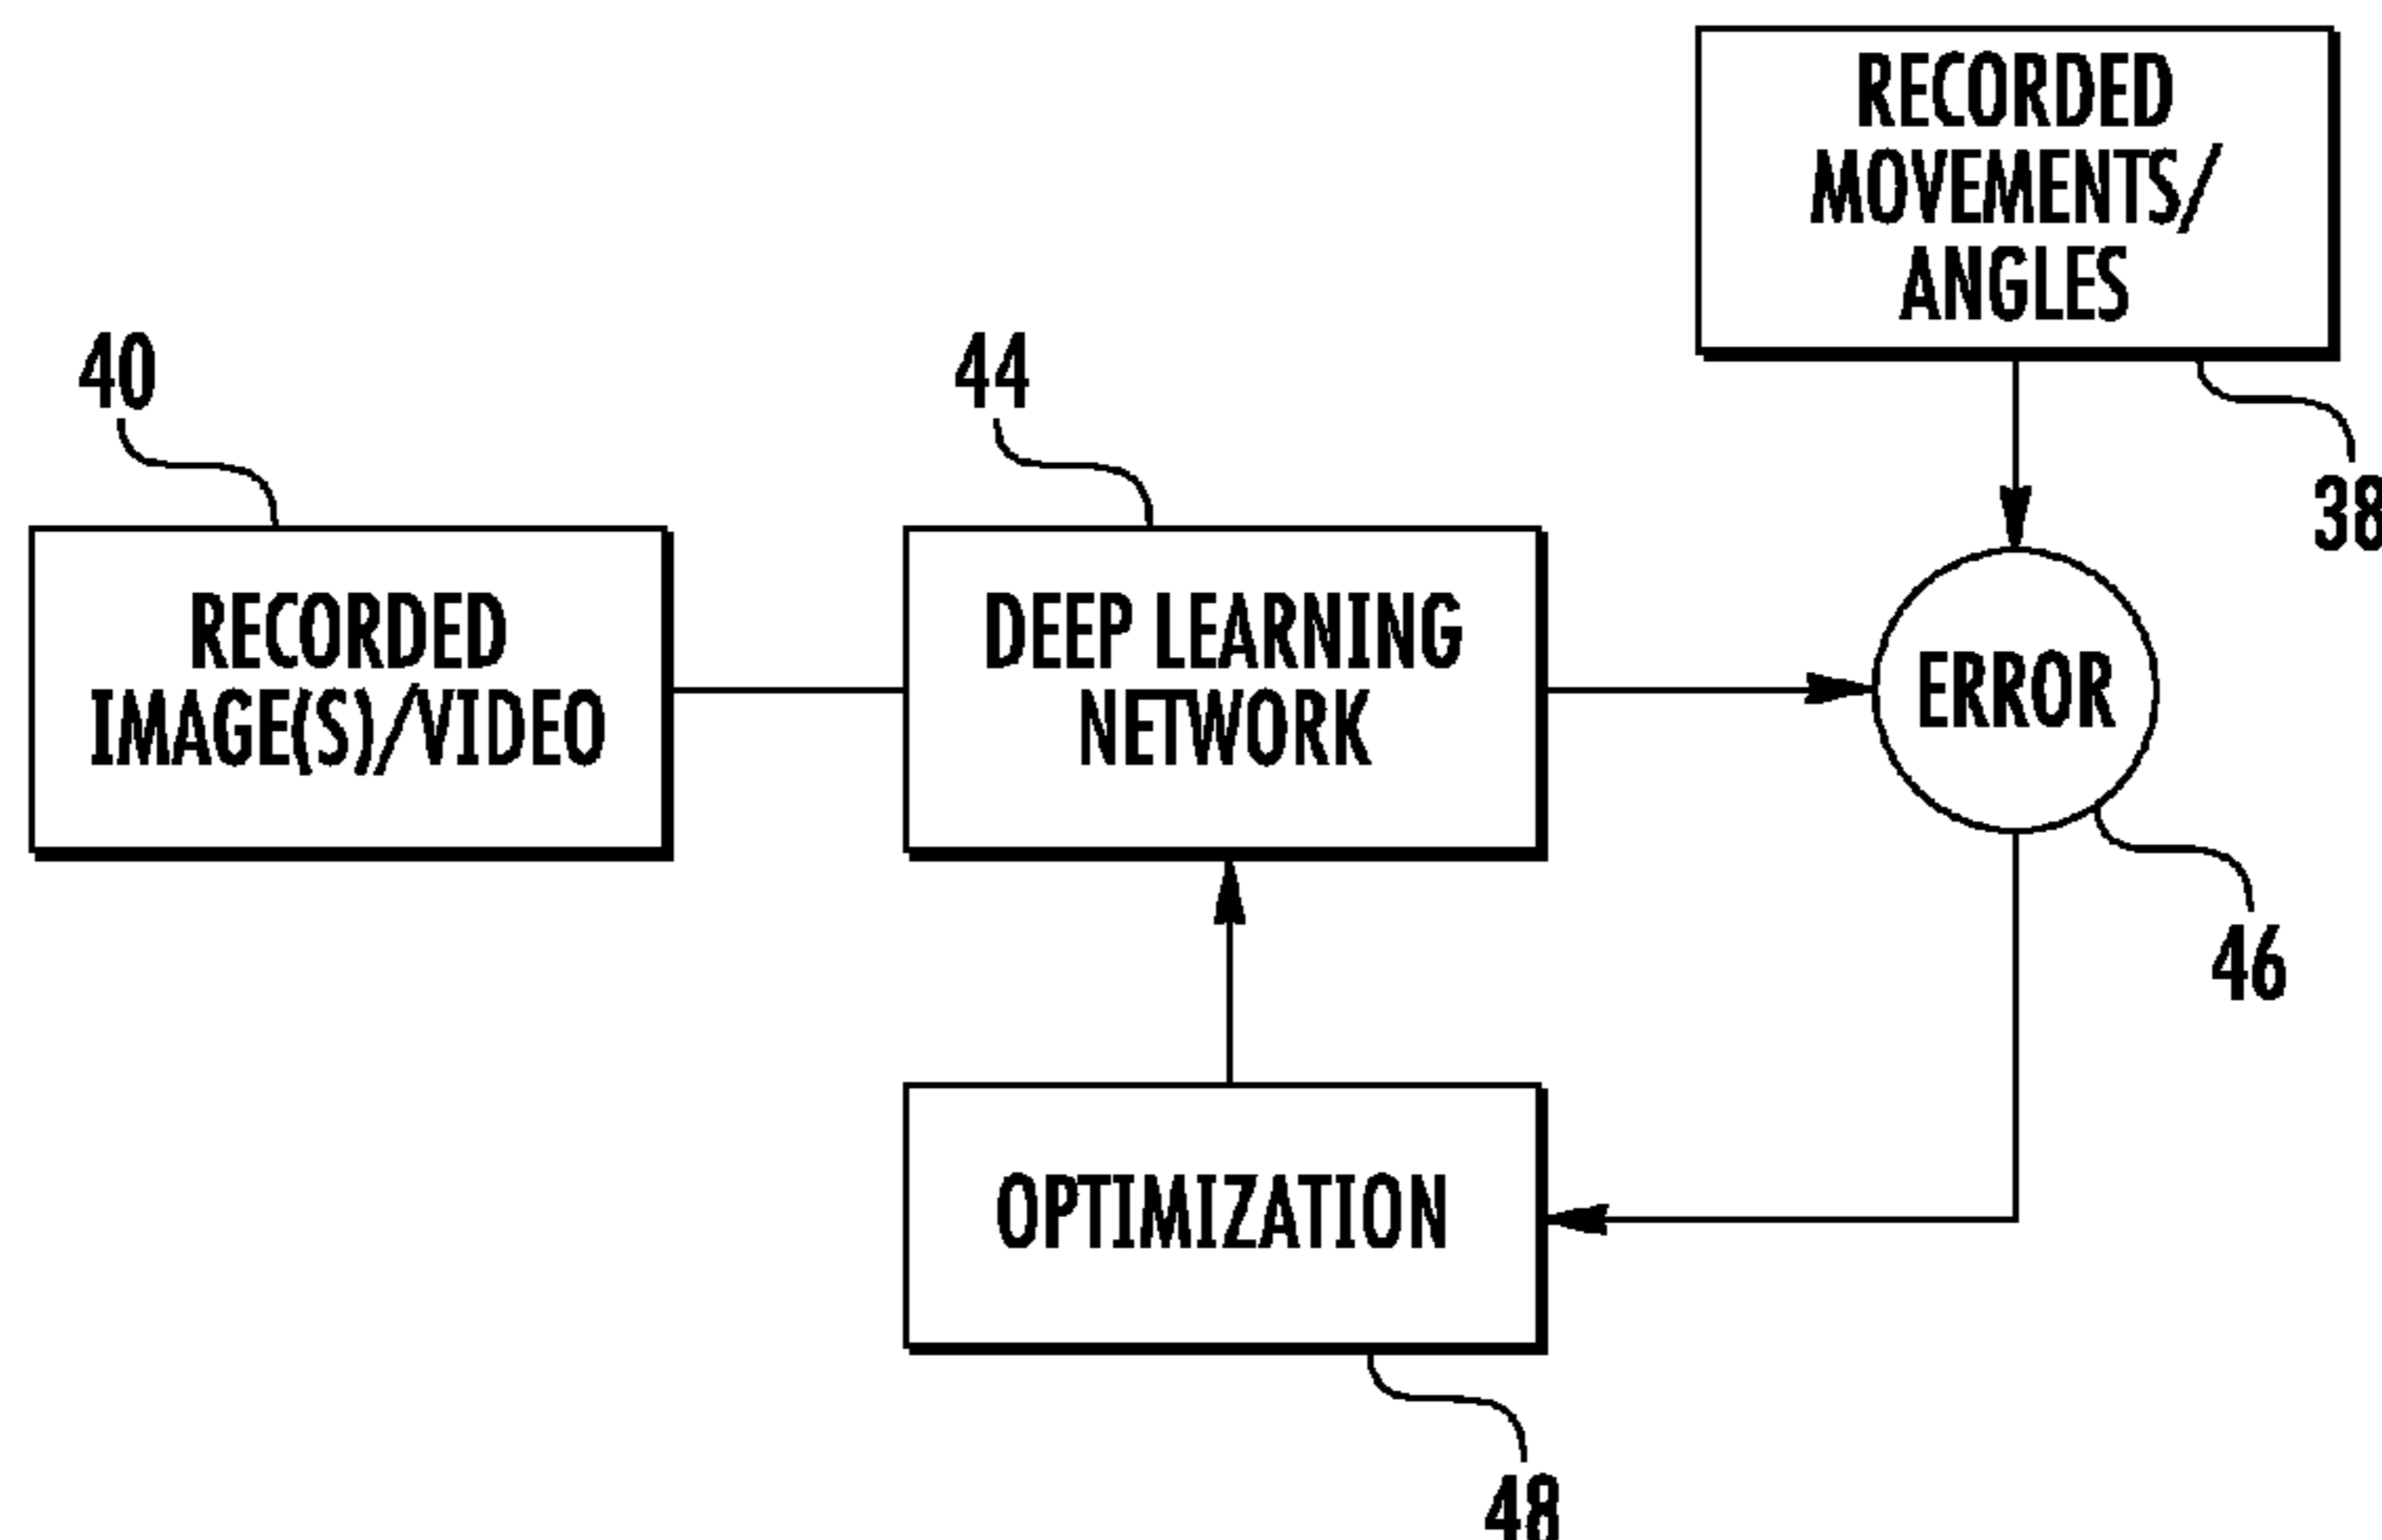 RECORDED
MOVEMENTS/
ANGLES
40
44
38
RECORDED
IMAGE(S)/VIDEO
DEEP LEARNING
NETWORK
ERROR
46
OPTIMIZATION
48